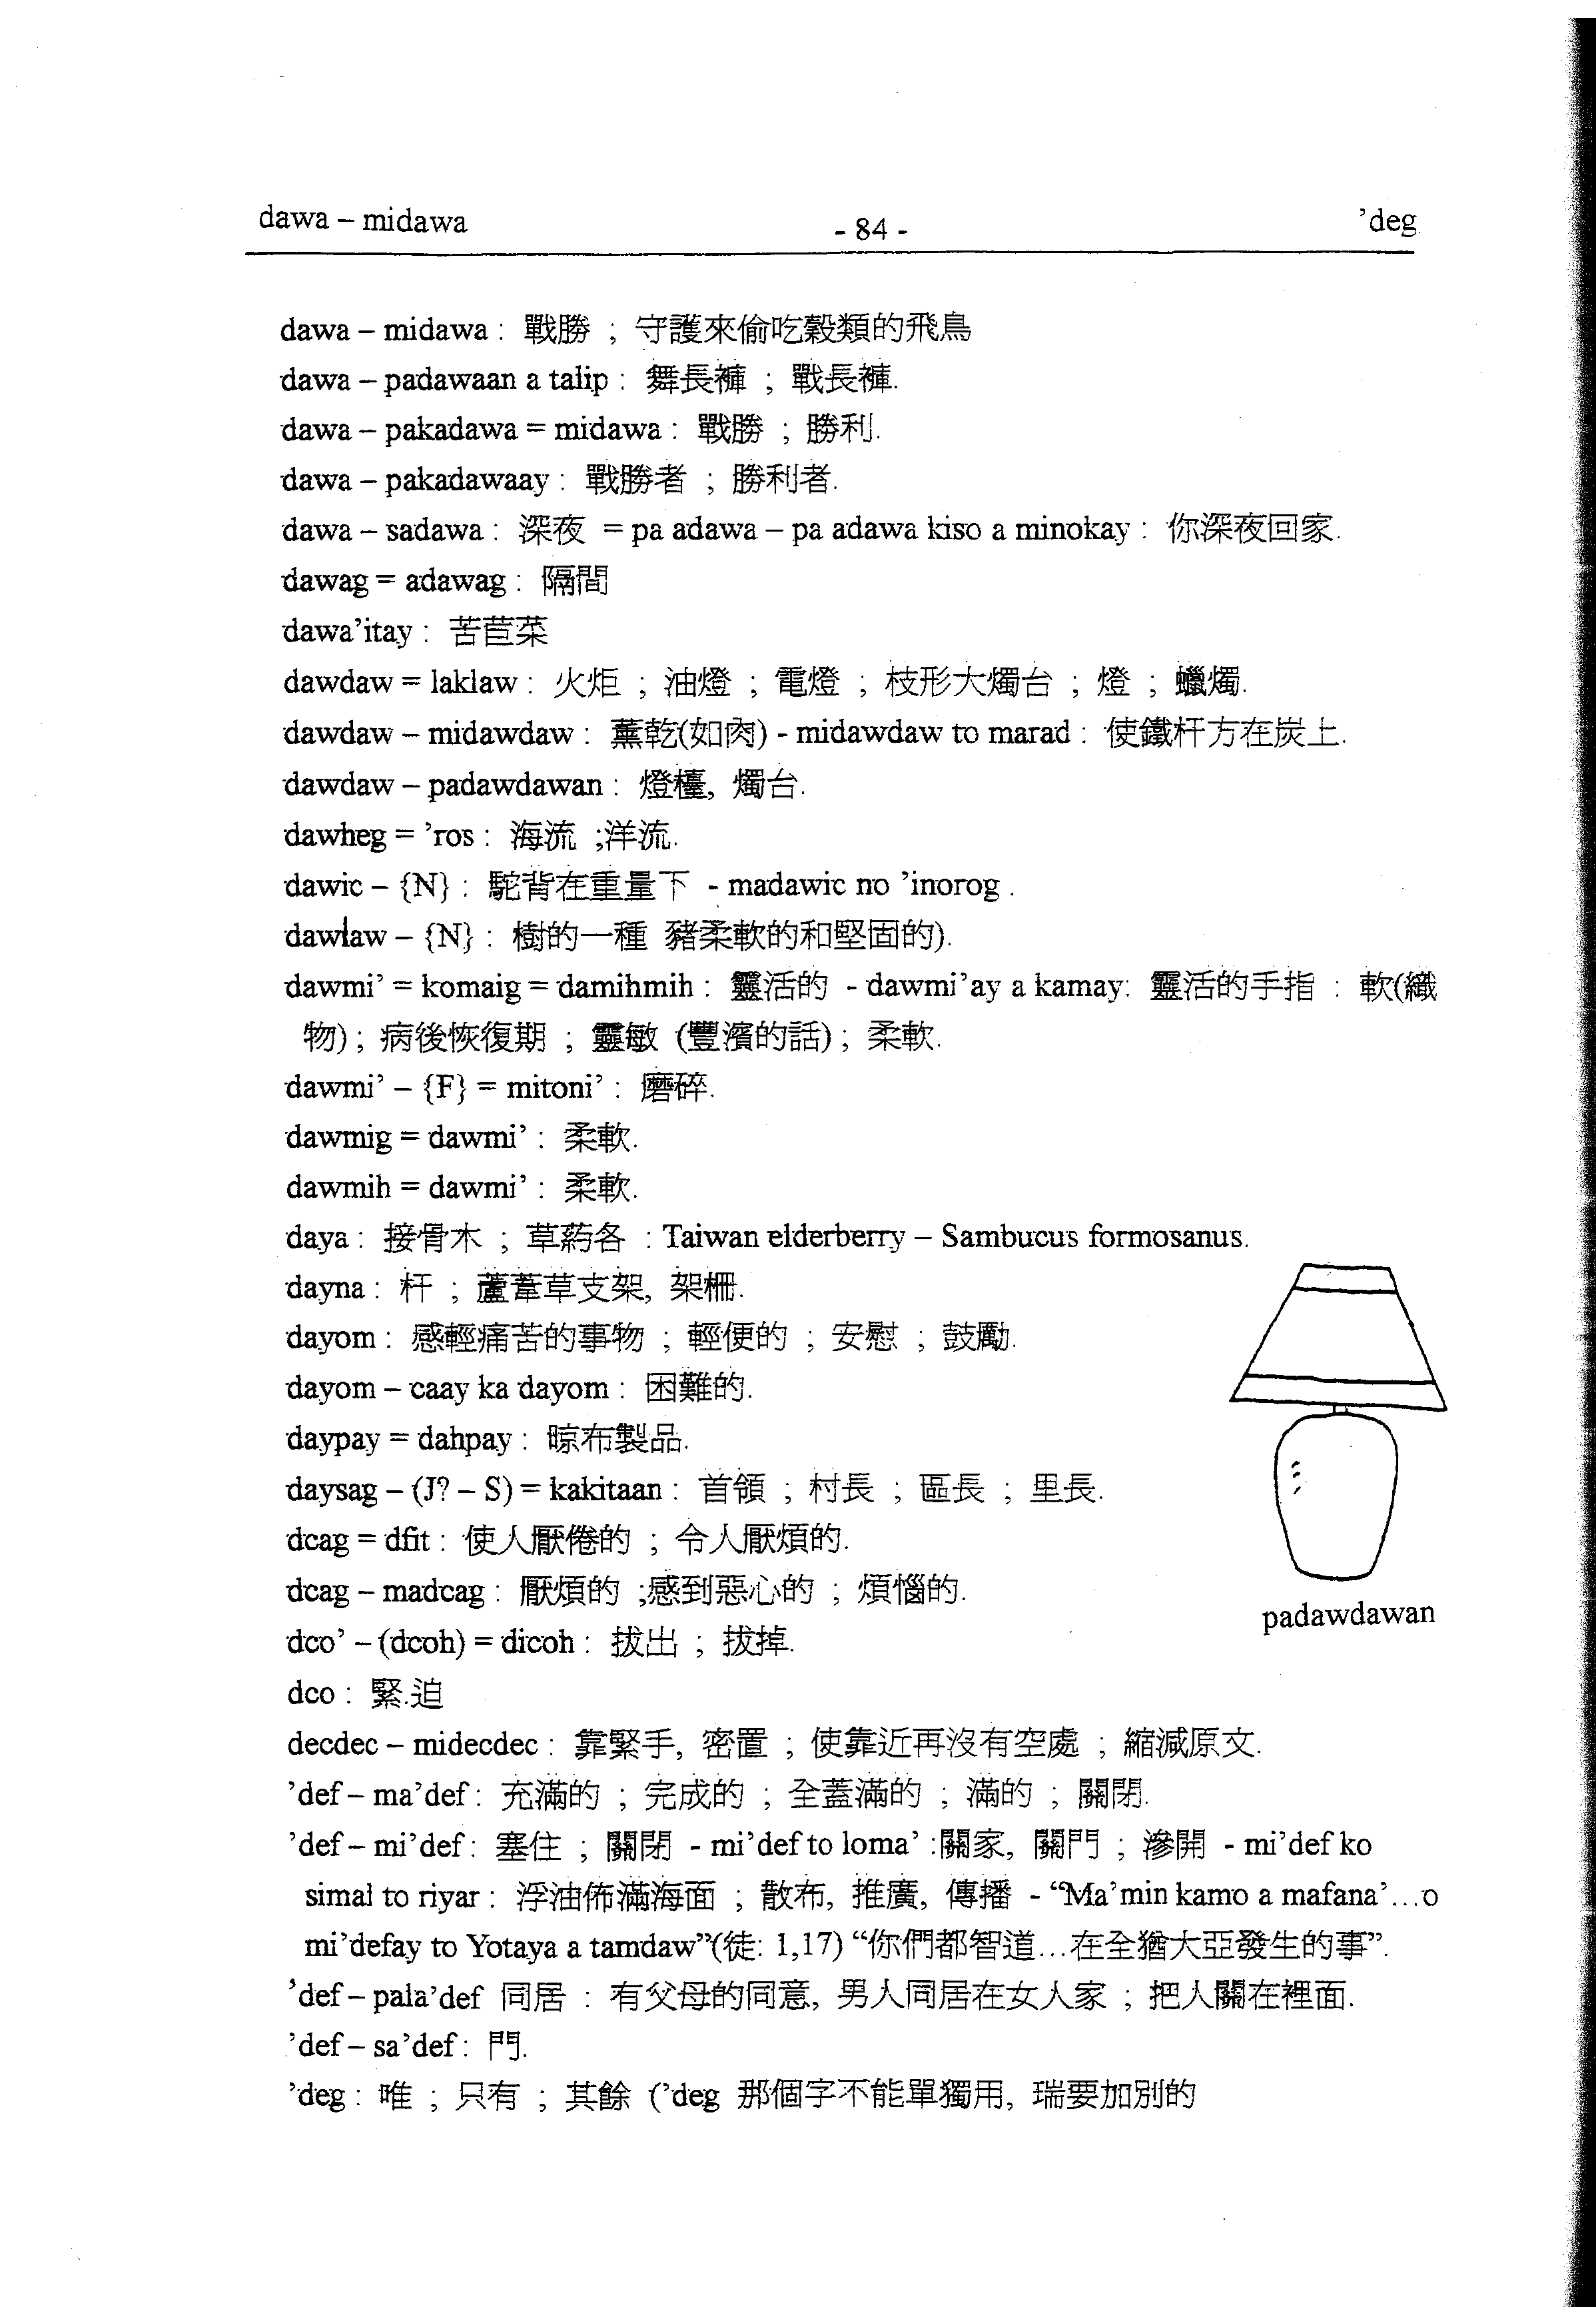 dawa – midawa
- 84 -
’deg
dawa – midawa : 戰勝 ; 守護來偷吃穀類的飛鳥
dawa – padawaan a talip : 舞長褲 ; 戰長褲.
dawa – pakadawa = midawa : 戰勝 ; 勝利.
dawa – pakadawaay : 戰勝者 ; 勝利者.
dawa – sadawa : 深夜 = pa adawa – pa adawa kiso a minokay : 你深夜回家.
dawag = adawag : 隔間
dawa’itay : 苦苣菜
dawdaw = laklaw : 火炬 ; 油燈 ; 電燈 ; 枝形大燭台 ; 燈 ; 蠟燭.
dawdaw – midawdaw : 薰乾(如肉) - midawdaw to marad : 使鐵杆方在炭上.
dawdaw – padawdawan : 燈檯, 燭台.
dawheg = ’ros : 海流 ;洋流.
dawic – {N} : 駝背在重量下 - madawic no ’inorog .
dawlaw – {N} : 樹的一種 豬柔軟的和堅固的).
dawmi’ = komaig = damihmih : 靈活的 - dawmi’ay a kamay: 靈活的手指 : 軟(織
物) ; 病後恢復期 ; 靈敏 (豐濱的話) ; 柔軟.
dawmi’ – {F} = mitoni’ : 磨碎.
dawmig = dawmi’ : 柔軟.
dawmih = dawmi’ : 柔軟.
daya : 接骨木 ; 草葯各 : Taiwan elderberry – Sambucus formosanus.
dayna : 杆 ; 蘆葦草支架, 架柵.
dayom : 感輕痛苦的事物 ; 輕便的 ; 安慰 ; 鼓勵.
dayom – caay ka dayom : 困難的.
daypay = dahpay : 晾布製品.
daysag – (J? – S) = kakitaan : 首領 ; 村長 ; 區長 ; 里長.
dcag = dfit : 使人厭倦的 ; 令人厭煩的.
dcag – madcag : 厭煩的 ;感到惡心的 ; 煩惱的.
padawdawan
dco’ – (dcoh) = dicoh : 拔出 ; 拔掉.
dco : 緊.迫
decdec – midecdec : 靠緊手, 密置 ; 使靠近再沒有空處 ; 縮減原文.
’def – ma’def : 充滿的 ; 完成的 ; 全蓋滿的 ; 滿的 ; 關閉.
’def – mi’def : 塞住 ; 關閉 - mi’def to loma’ :關家, 關門 ; 滲開 - mi’def ko
simal to riyar : 浮油佈滿海面 ; 散布, 推廣, 傳播 - “Ma’min kamo a mafana’…o
mi’defay to Yotaya a tamdaw”(徒: 1,17) “你們都智道…在全猶大亞發生的事”.
’def – pala’def 同居 : 有父母的同意, 男人同居在女人家 ; 把人關在裡面.
’def – sa’def : 門.
’deg : 唯 ; 只有 ; 其餘 (’deg 那個字不能單獨用, 瑞要加別的